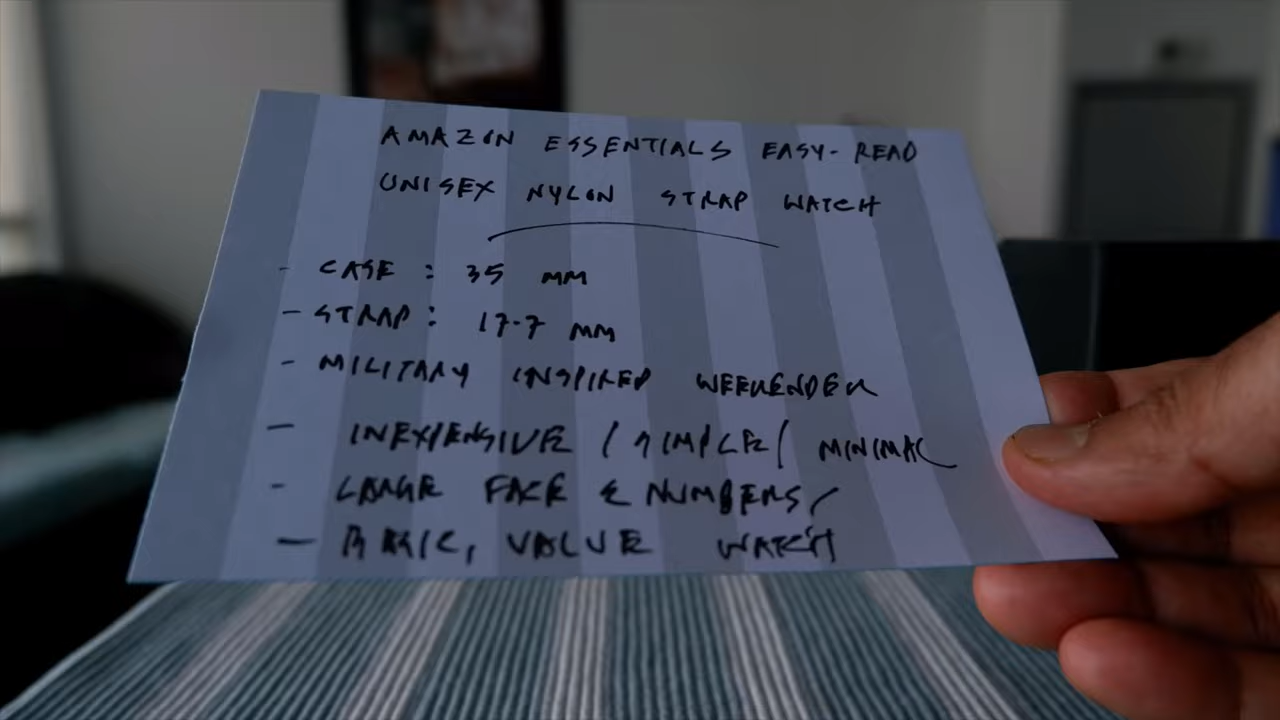 AMAZON ESSENTIALS EASY-READ
UNISEX NYLON STRAP WATCH
- CASE : 35 MM
- STRAP : 17.7 MM
- MILITARY INSPIRED WEEKENDER
- INEXPENSIVE / SIMPLE / MINIMAL
- LARGE FACE & NUMBERS/
- BASIC, VALUE WATCH